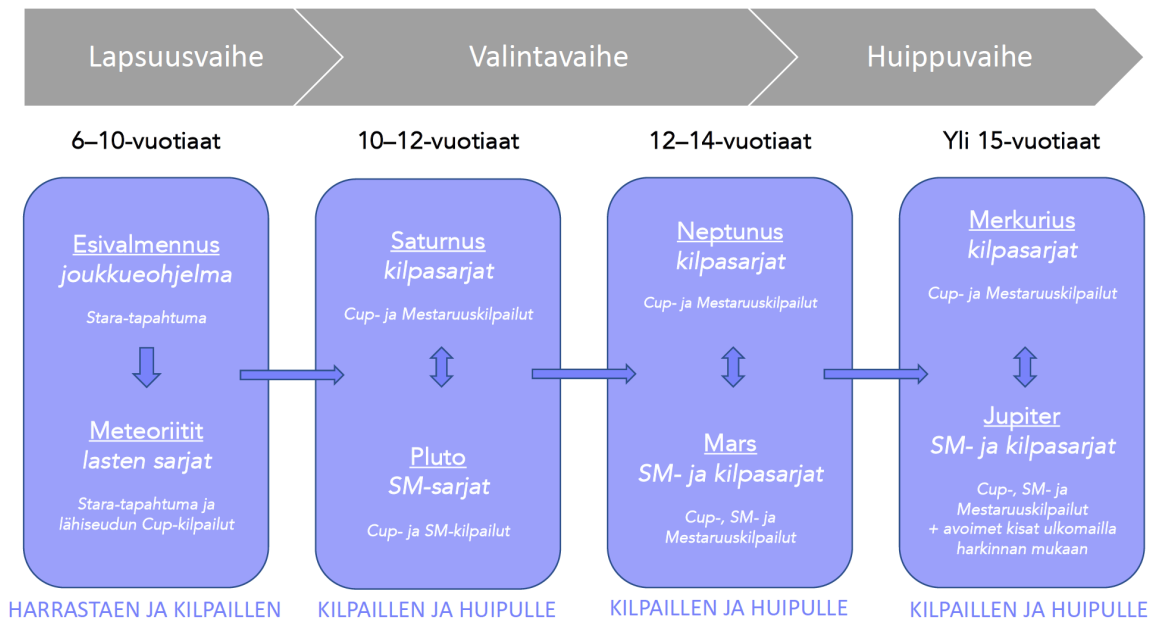 Lapsuusvaihe
Valintavaihe
Huippuvaihe
6–10-vuotiaat
10–12-vuotiaat
12–14-vuotiaat
Yli 15-vuotiaat
Esivalmennus
joukkueohjelma
Stara-tapahtuma
Meteoriitit
lasten sarjat
Stara-tapahtuma ja
lähiseudun Cup-kilpailut
Saturnus
kilpasarjat
Cup- ja Mestaruuskilpailut
Pluto
SM-sarjat
Cup- ja SM-kilpailut
Neptunus
kilpasarjat
Cup- ja Mestaruuskilpailut
Mars
SM- ja kilpasarjat
Cup-, SM- ja
Mestaruuskilpailut
Merkurius
kilpasarjat
Cup- ja Mestaruuskilpailut
Jupiter
SM- ja kilpasarjat
Cup-, SM- ja
Mestaruuskilpailut
+ avoimet kisat ulkomailla
harkinnan mukaan
HARRASTAEN JA KILPAILLEN
KILPAILLEN JA HUIPULLE
KILPAILLEN JA HUIPULLE
KILPAILLEN JA HUIPULLE